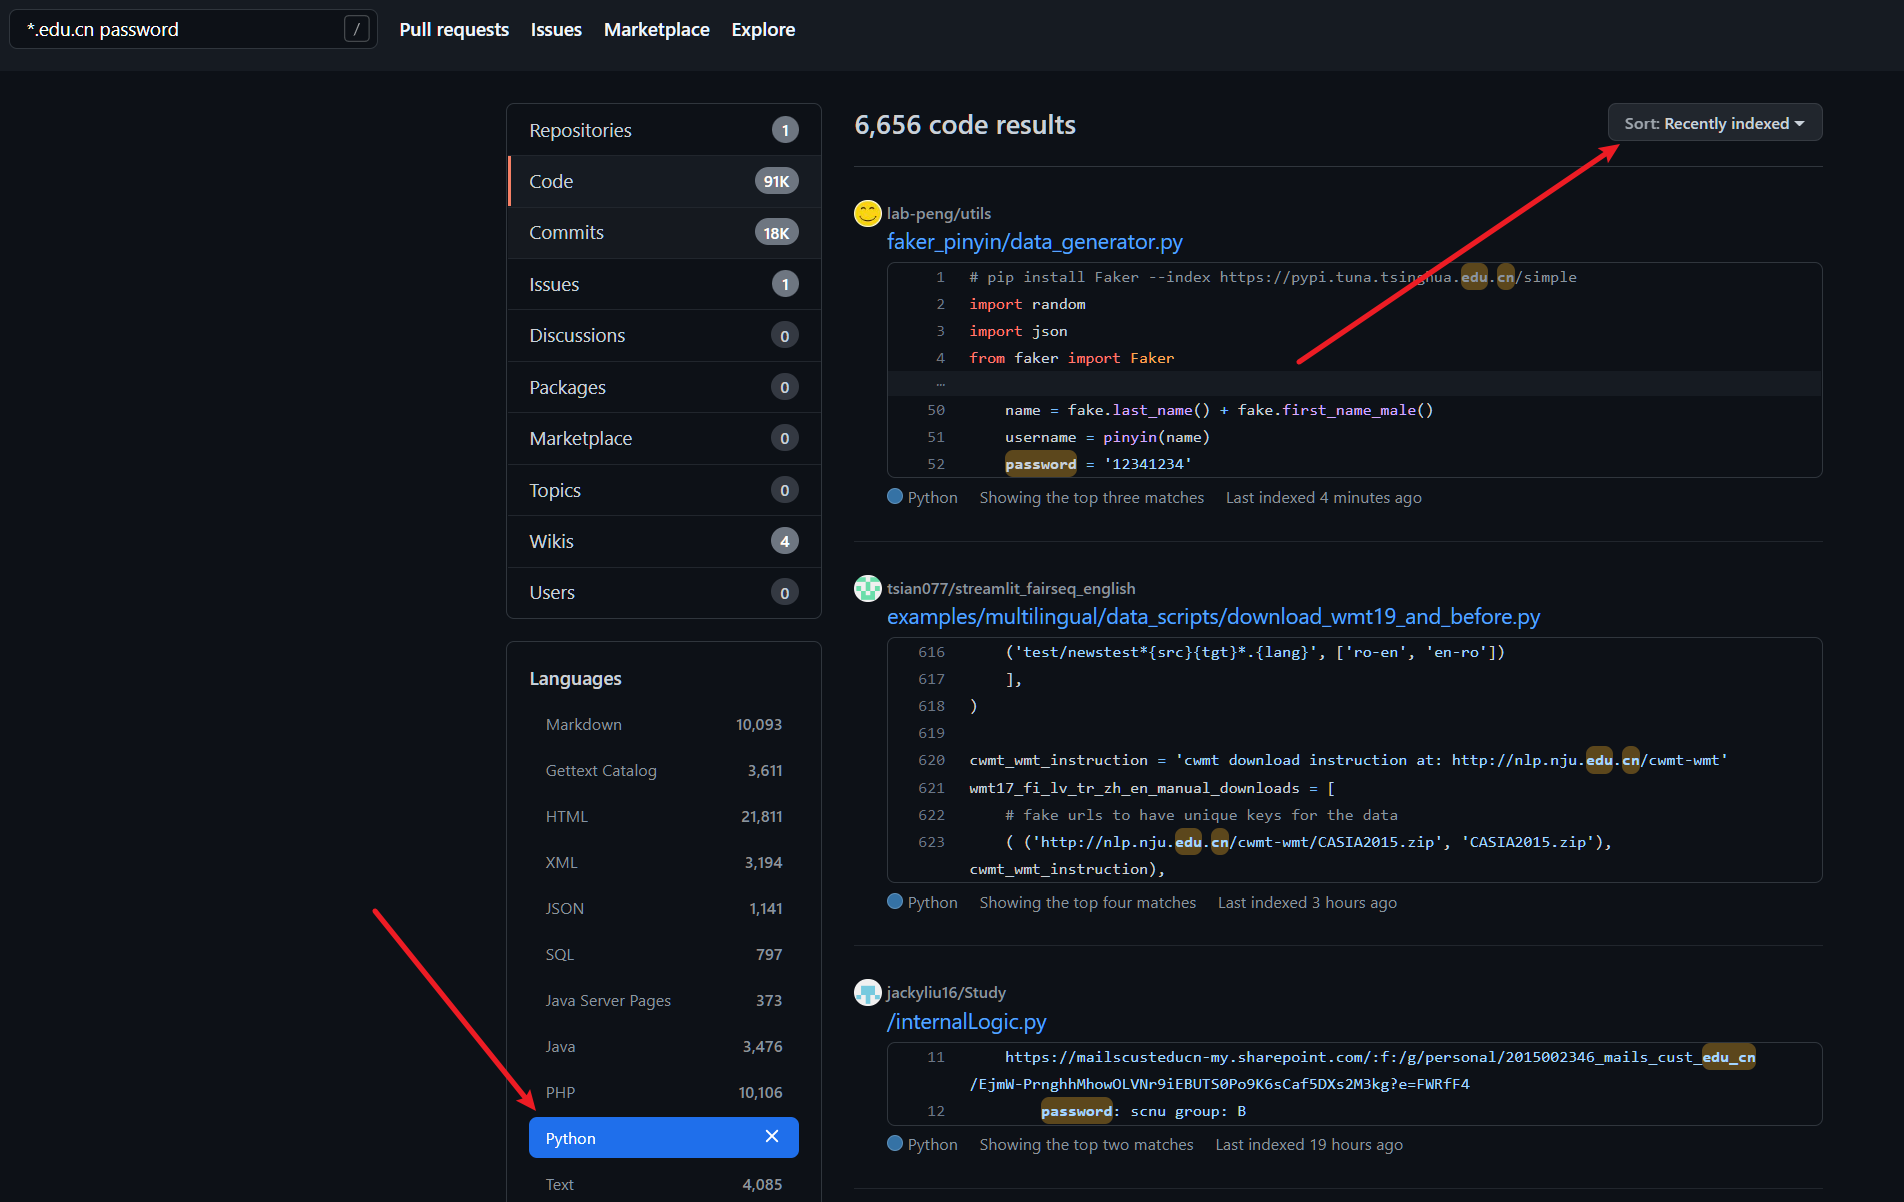 *.edu.cn password
/
Pull requests
Issues
Marketplace
Explore
Repositories 1
Code 91K
Commits 18K
Issues 1
Discussions 0
Packages 0
Marketplace 0
Topics 0
Wikis 4
Users 0
Languages
Markdown 10,093
Gettext Catalog 3,611
HTML 21,811
XML 3,194
JSON 1,141
SQL 797
Java Server Pages 373
Java 3,476
PHP 10,106
Python
Text 4,085
6,656 code results
Sort: Recently indexed
lab-peng/utils
faker_pinyin/data_generator.py
1 # pip install Faker --index https://pypi.tuna.tsinghua.edu.cn/simple
2 import random
3 import json
4 from faker import Faker
...
50 name = fake.last_name() + fake.first_name_male()
51 username = pinyin(name)
52 password = '12341234'
Python Showing the top three matches Last indexed 4 minutes ago
tsian077/streamlit_fairseq_english
examples/multilingual/data_scripts/download_wmt19_and_before.py
616 ('test/newstest*{src}{tgt}*.{lang}', ['ro-en', 'en-ro'])
617 ],
618 )
619
620 cwmt_wmt_instruction = 'cwmt download instruction at: http://nlp.nju.edu.cn/cwmt-wmt'
621 wmt17_fi_lv_tr_zh_en_manual_downloads = [
622 # fake urls to have unique keys for the data
623 ( ('http://nlp.nju.edu.cn/cwmt-wmt/CASIA2015.zip', 'CASIA2015.zip'),
cwmt_wmt_instruction),
Python Showing the top four matches Last indexed 3 hours ago
jackyliu16/Study
/internalLogic.py
11 https://mailscusteducn-my.sharepoint.com/:f:/g/personal/2015002346_mails_cust_edu_cn
/EjmW-PrnghhMhowOLVNr9iEBUTS0Po9K6sCaf5DXs2M3kg?e=FWRfF4
12 password: scnu group: B
Python Showing the top two matches Last indexed 19 hours ago